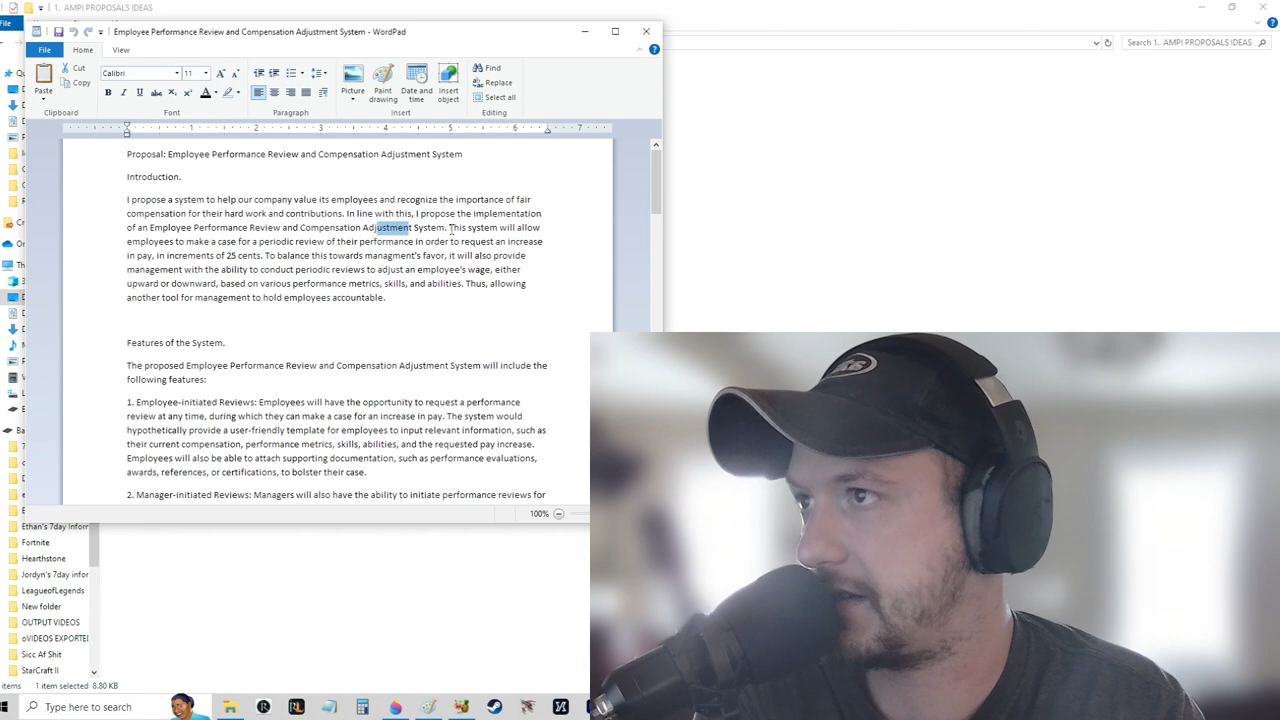 1. AMPI PROPOSALS IDEAS
File
Employee Performance Review and Compensation Adjustment System - WordPad
File
Home
View
Search 1. AMPI PROPOSALS IDEAS
Paste
Cut
Copy
Calibri
11
Picture
Paint drawing
Date and time
Insert object
Find
Replace
Select all
Clipboard
Font
Paragraph
Insert
Editing
1 2 3 4 5 6 7
Proposal: Employee Performance Review and Compensation Adjustment System
Introduction.
I propose a system to help our company value its employees and recognize the importance of fair
compensation for their hard work and contributions. In line with this, I propose the implementation
of an Employee Performance Review and Compensation Adjustment System. This system will allow
employees to make a case for a periodic review of their performance in order to request an increase
in pay, in increments of 25 cents. To balance this towards managment's favor, it will also provide
management with the ability to conduct periodic reviews to adjust an employee's wage, either
upward or downward, based on various performance metrics, skills, and abilities. Thus, allowing
another tool for management to hold employees accountable.
Features of the System.
The proposed Employee Performance Review and Compensation Adjustment System will include the
following features:
1. Employee-initiated Reviews: Employees will have the opportunity to request a performance
review at any time, during which they can make a case for an increase in pay. The system would
hypothetically provide a user-friendly template for employees to input relevant information, such as
their current compensation, performance metrics, skills, abilities, and the requested pay increase.
Employees will also be able to attach supporting documentation, such as performance evaluations,
awards, references, or certifications, to bolster their case.
2. Manager-initiated Reviews: Managers will also have the ability to initiate performance reviews for
100%
Ethan's 7day Inforr
Fortnite
Hearthstone
Jordyn's 7day infor
LeagueofLegends
New folder
OUTPUT VIDEOS
oVIDEOS EXPORTED
Sicc Af Shit
StarCraft II
items
1 item selected 8.80 KB
Type here to search